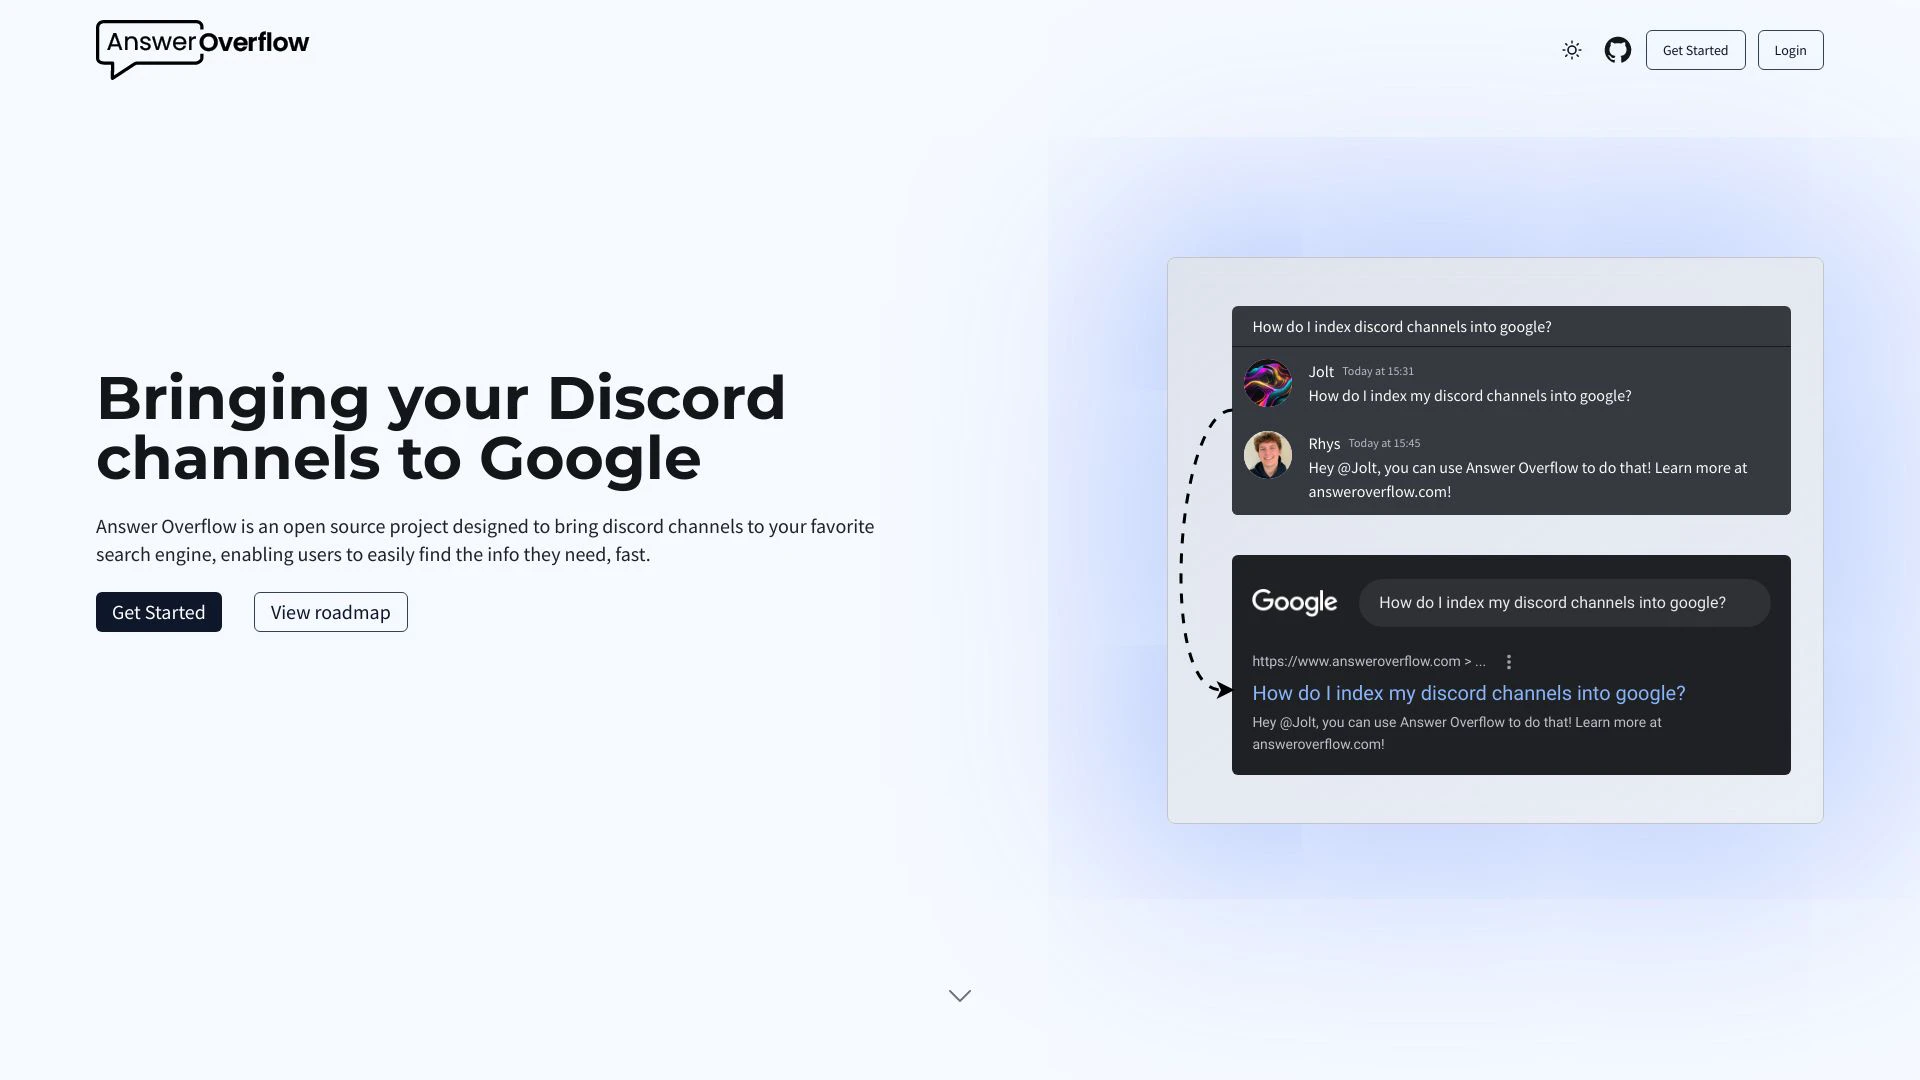 AnswerOverflow
Get Started
Login
Bringing your Discord
channels to Google
Answer Overflow is an open source project designed to bring discord channels to your favorite
search engine, enabling users to easily find the info they need, fast.
Get Started
View roadmap
How do I index discord channels into google?
Jolt Today at 15:31
How do I index my discord channels into google?
Rhys Today at 15:45
Hey @Jolt, you can use Answer Overflow to do that! Learn more at
answeroverflow.com!
Google
How do I index my discord channels into google?
https://www.answeroverflow.com > ...
How do I index my discord channels into google?
Hey @Jolt, you can use Answer Overflow to do that! Learn more at
answeroverflow.com!